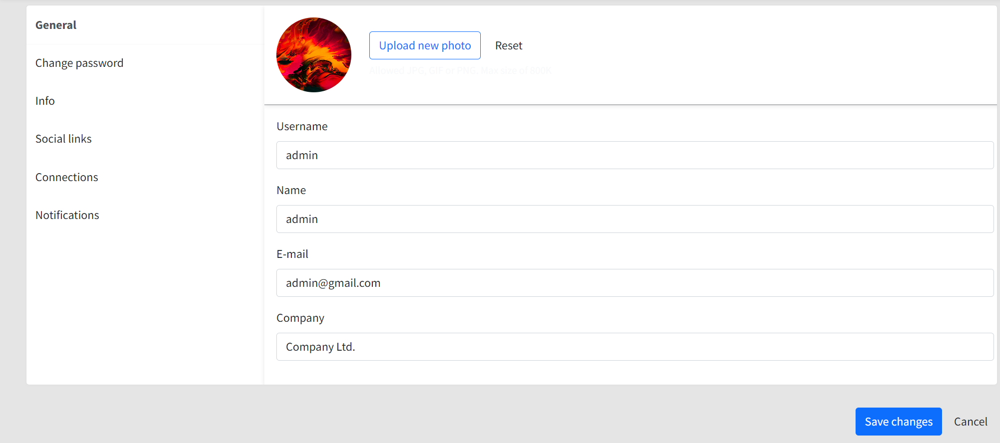 General
Change password
Info
Social links
Connections
Notifications
Upload new photo
Reset
Allowed JPG, GIF or PNG. Max size of 800K
Username
admin
Name
admin
E-mail
admin@gmail.com
Company
Company Ltd.
Save changes
Cancel